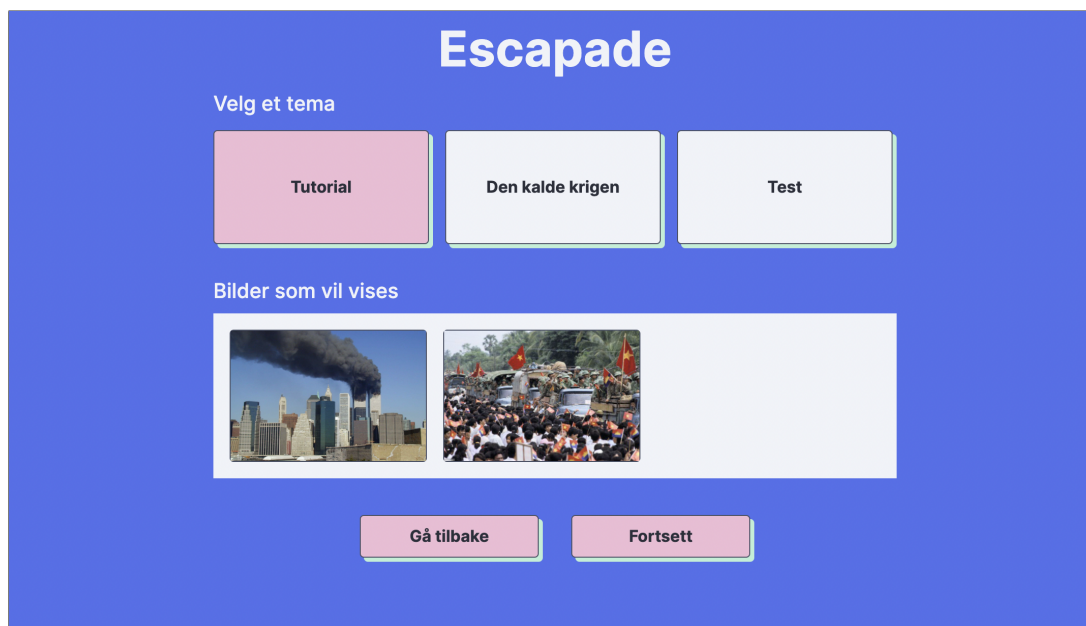 Escapade
Velg et tema
Tutorial
Den kalde krigen
Test
Bilder som vil vises
Gå tilbake
Fortsett